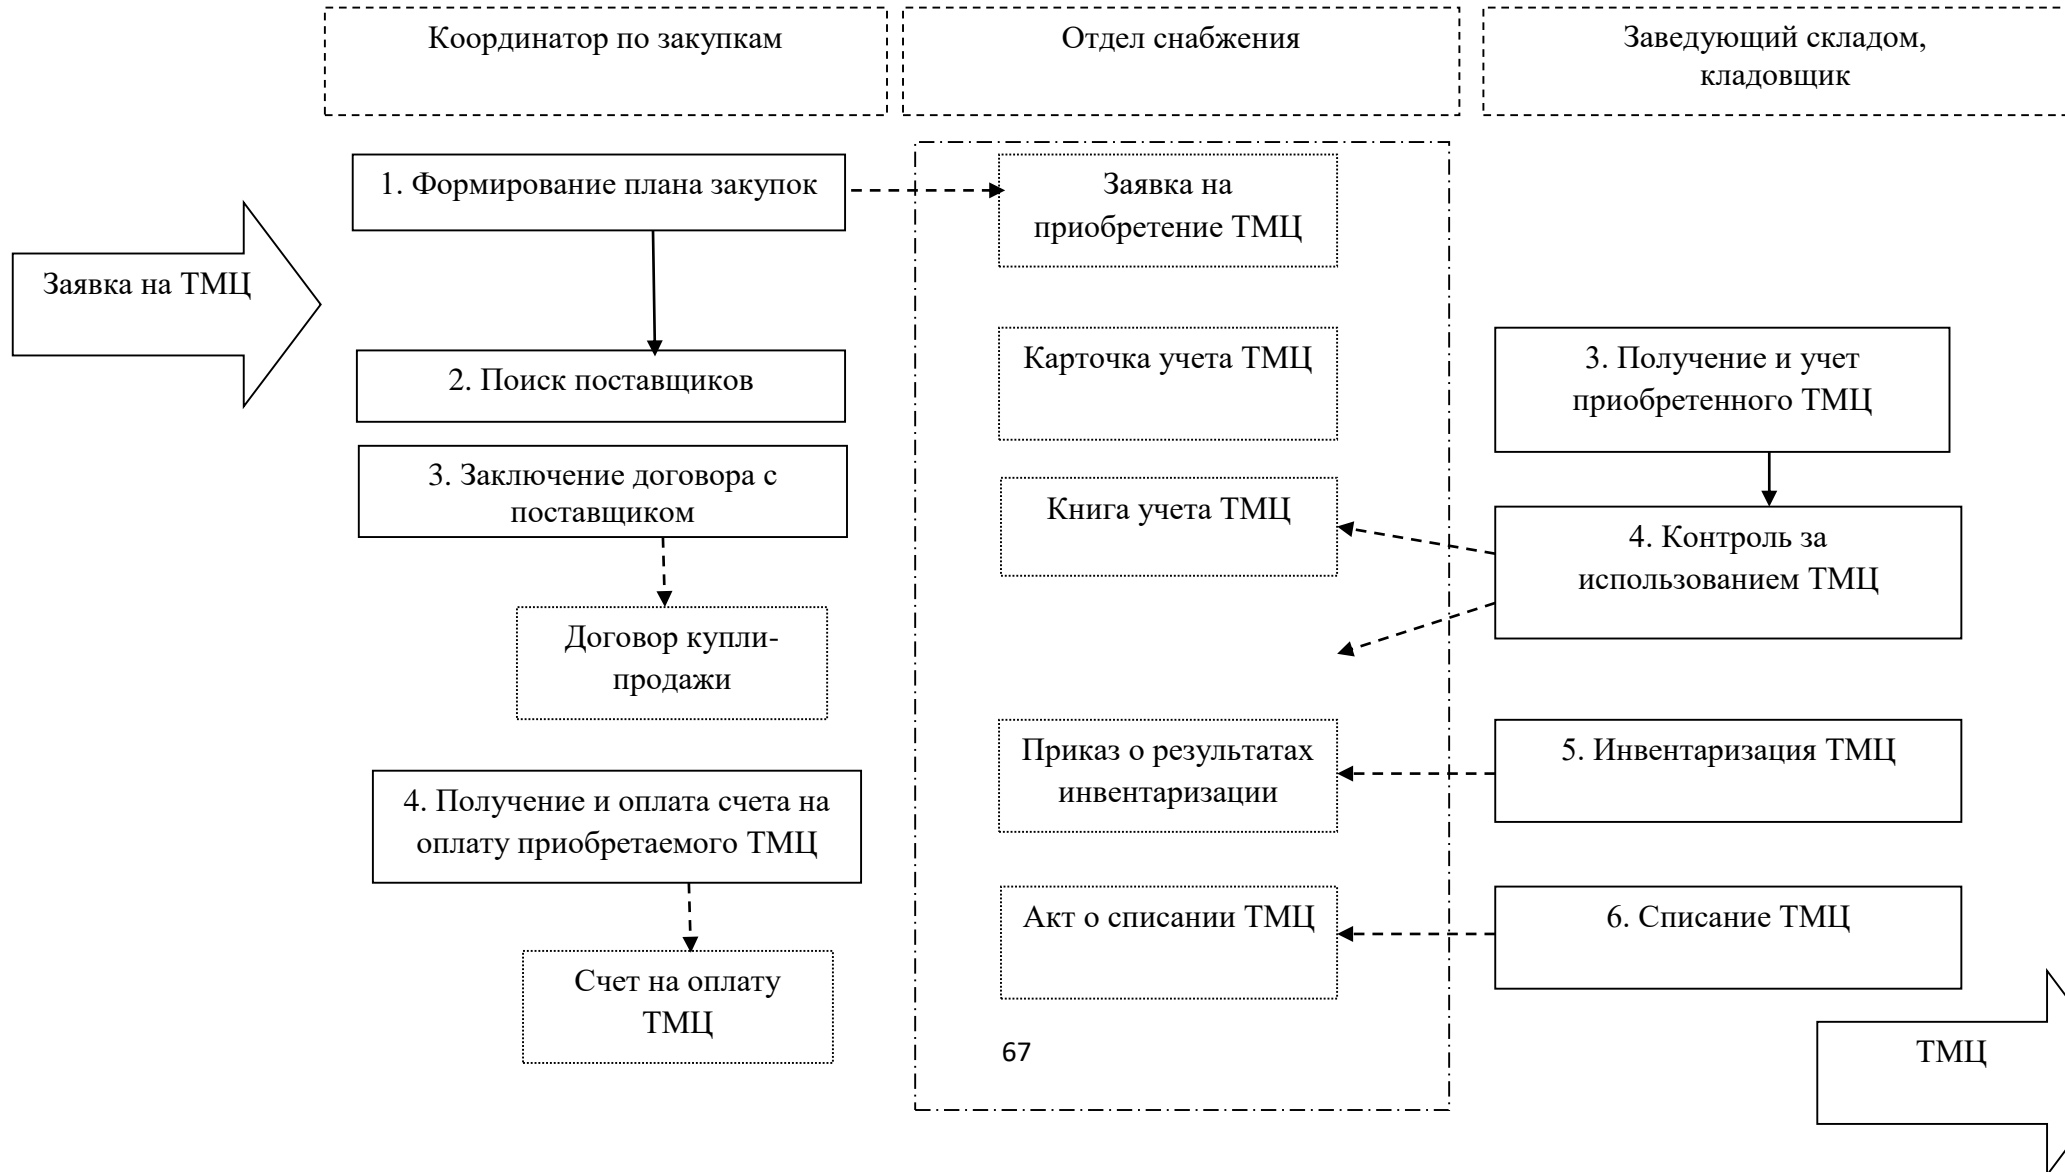 Координатор по закупкам
Отдел снабжения
Заведующий складом,
кладовщик
1. Формирование плана закупок
Заявка на
приобретение ТМЦ
Заявка на ТМЦ
2. Поиск поставщиков
Карточка учета ТМЦ
3. Получение и учет
приобретенного ТМЦ
3. Заключение договора с
поставщиком
Книга учета ТМЦ
4. Контроль за
использованием ТМЦ
Договор купли-
продажи
Приказ о результатах
инвентаризации
5. Инвентаризация ТМЦ
4. Получение и оплата счета на
оплату приобретаемого ТМЦ
Акт о списании ТМЦ
6. Списание ТМЦ
Счет на оплату
ТМЦ
67
ТМЦ